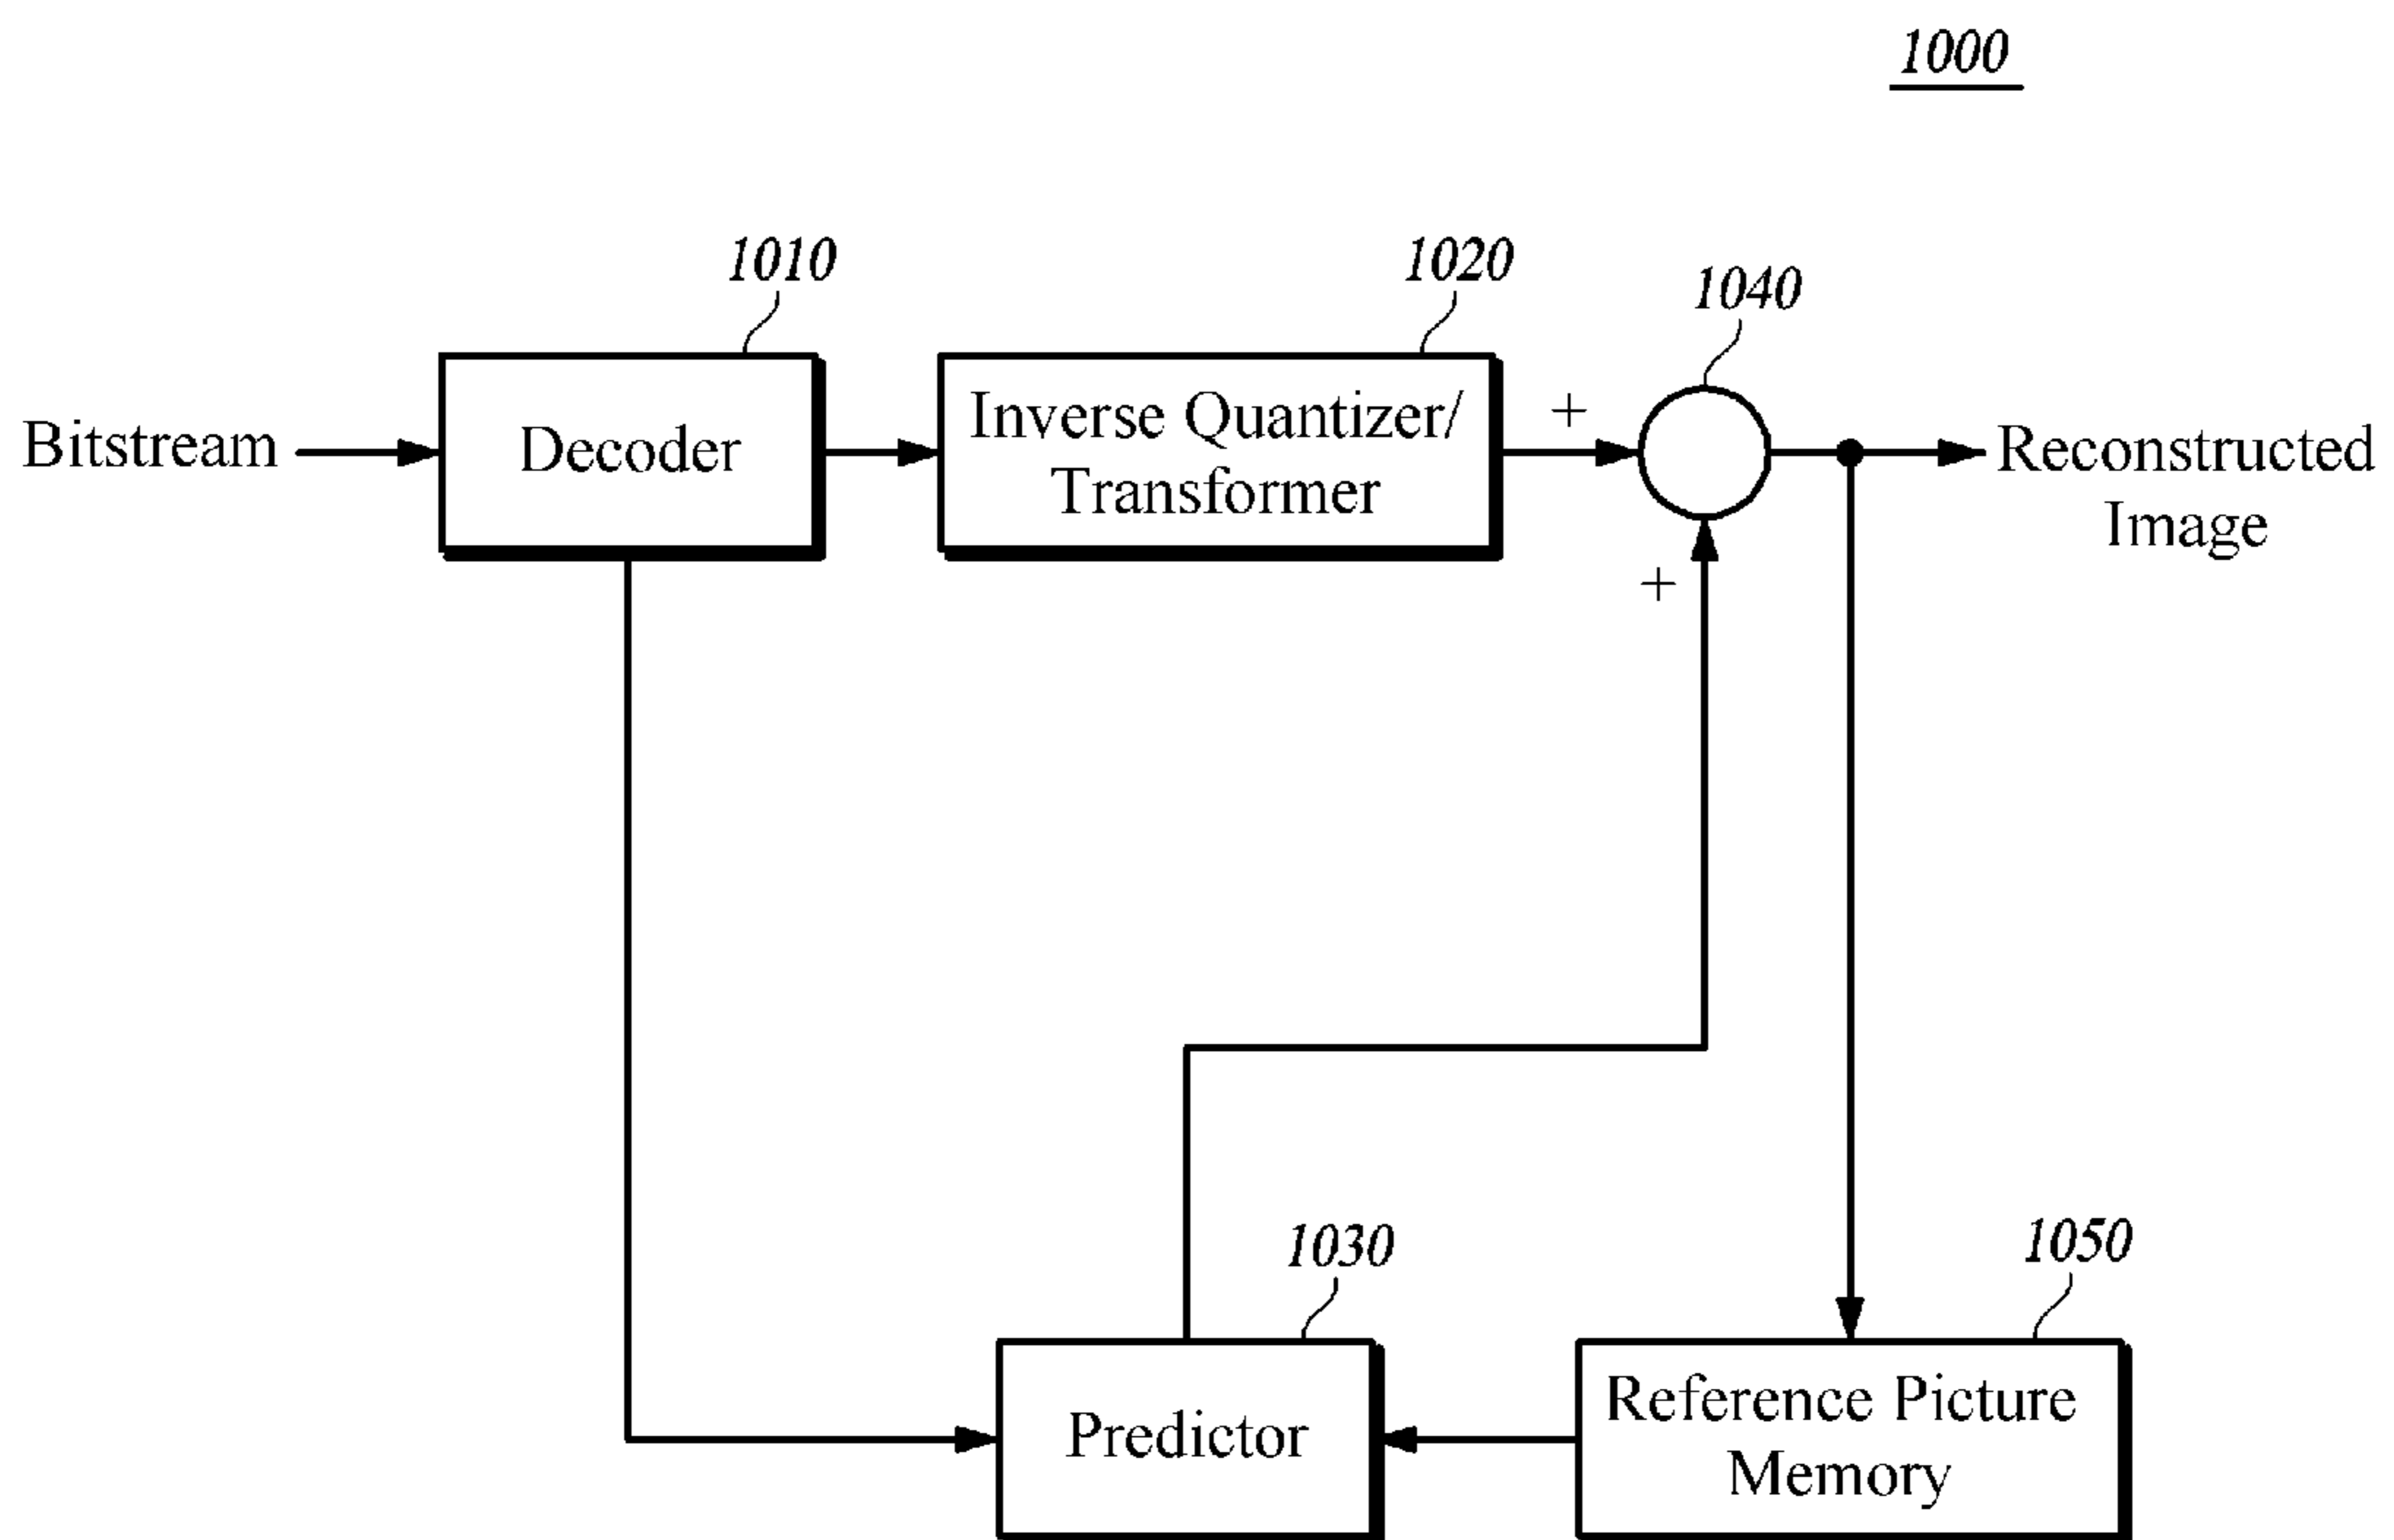 1000
1010
1020
1040
Bitstream
Decoder
Inverse Quantizer/
Transformer
+
+
Reconstructed
Image
1030
1050
Predictor
Reference Picture
Memory